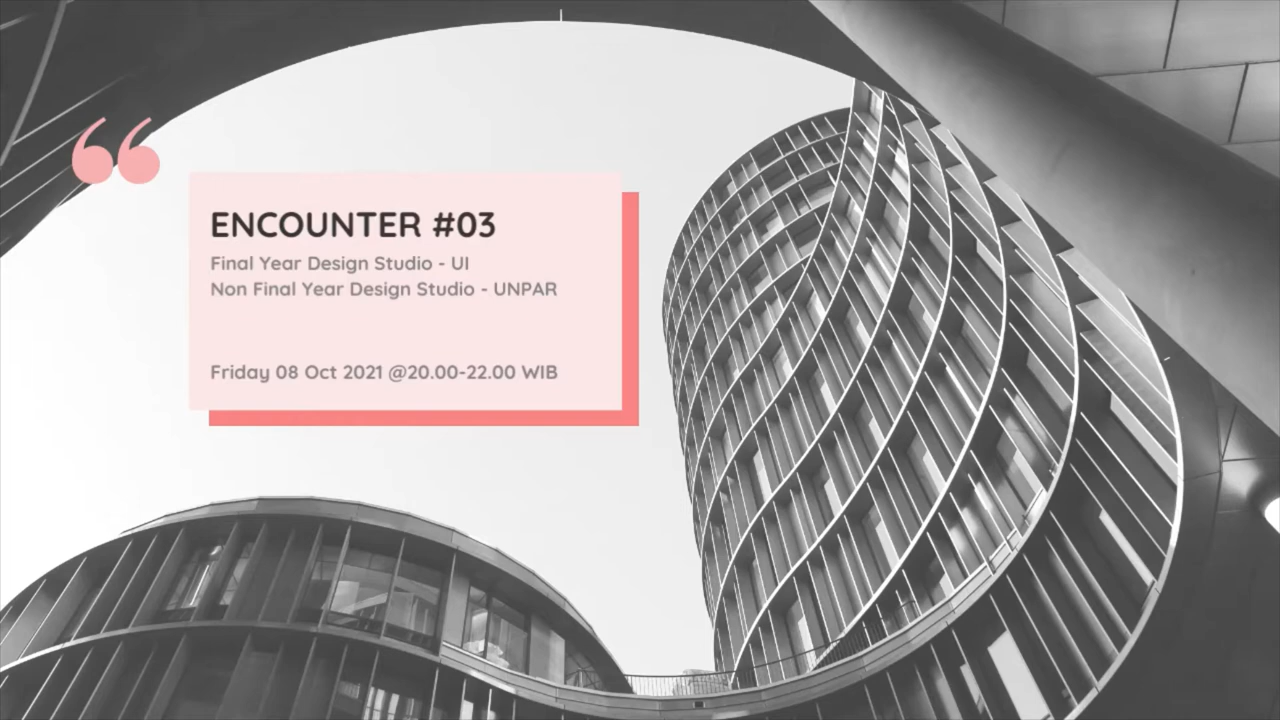 ENCOUNTER #03
Final Year Design Studio - UI
Non Final Year Design Studio - UNPAR
Friday 08 Oct 2021 @20.00-22.00 WIB